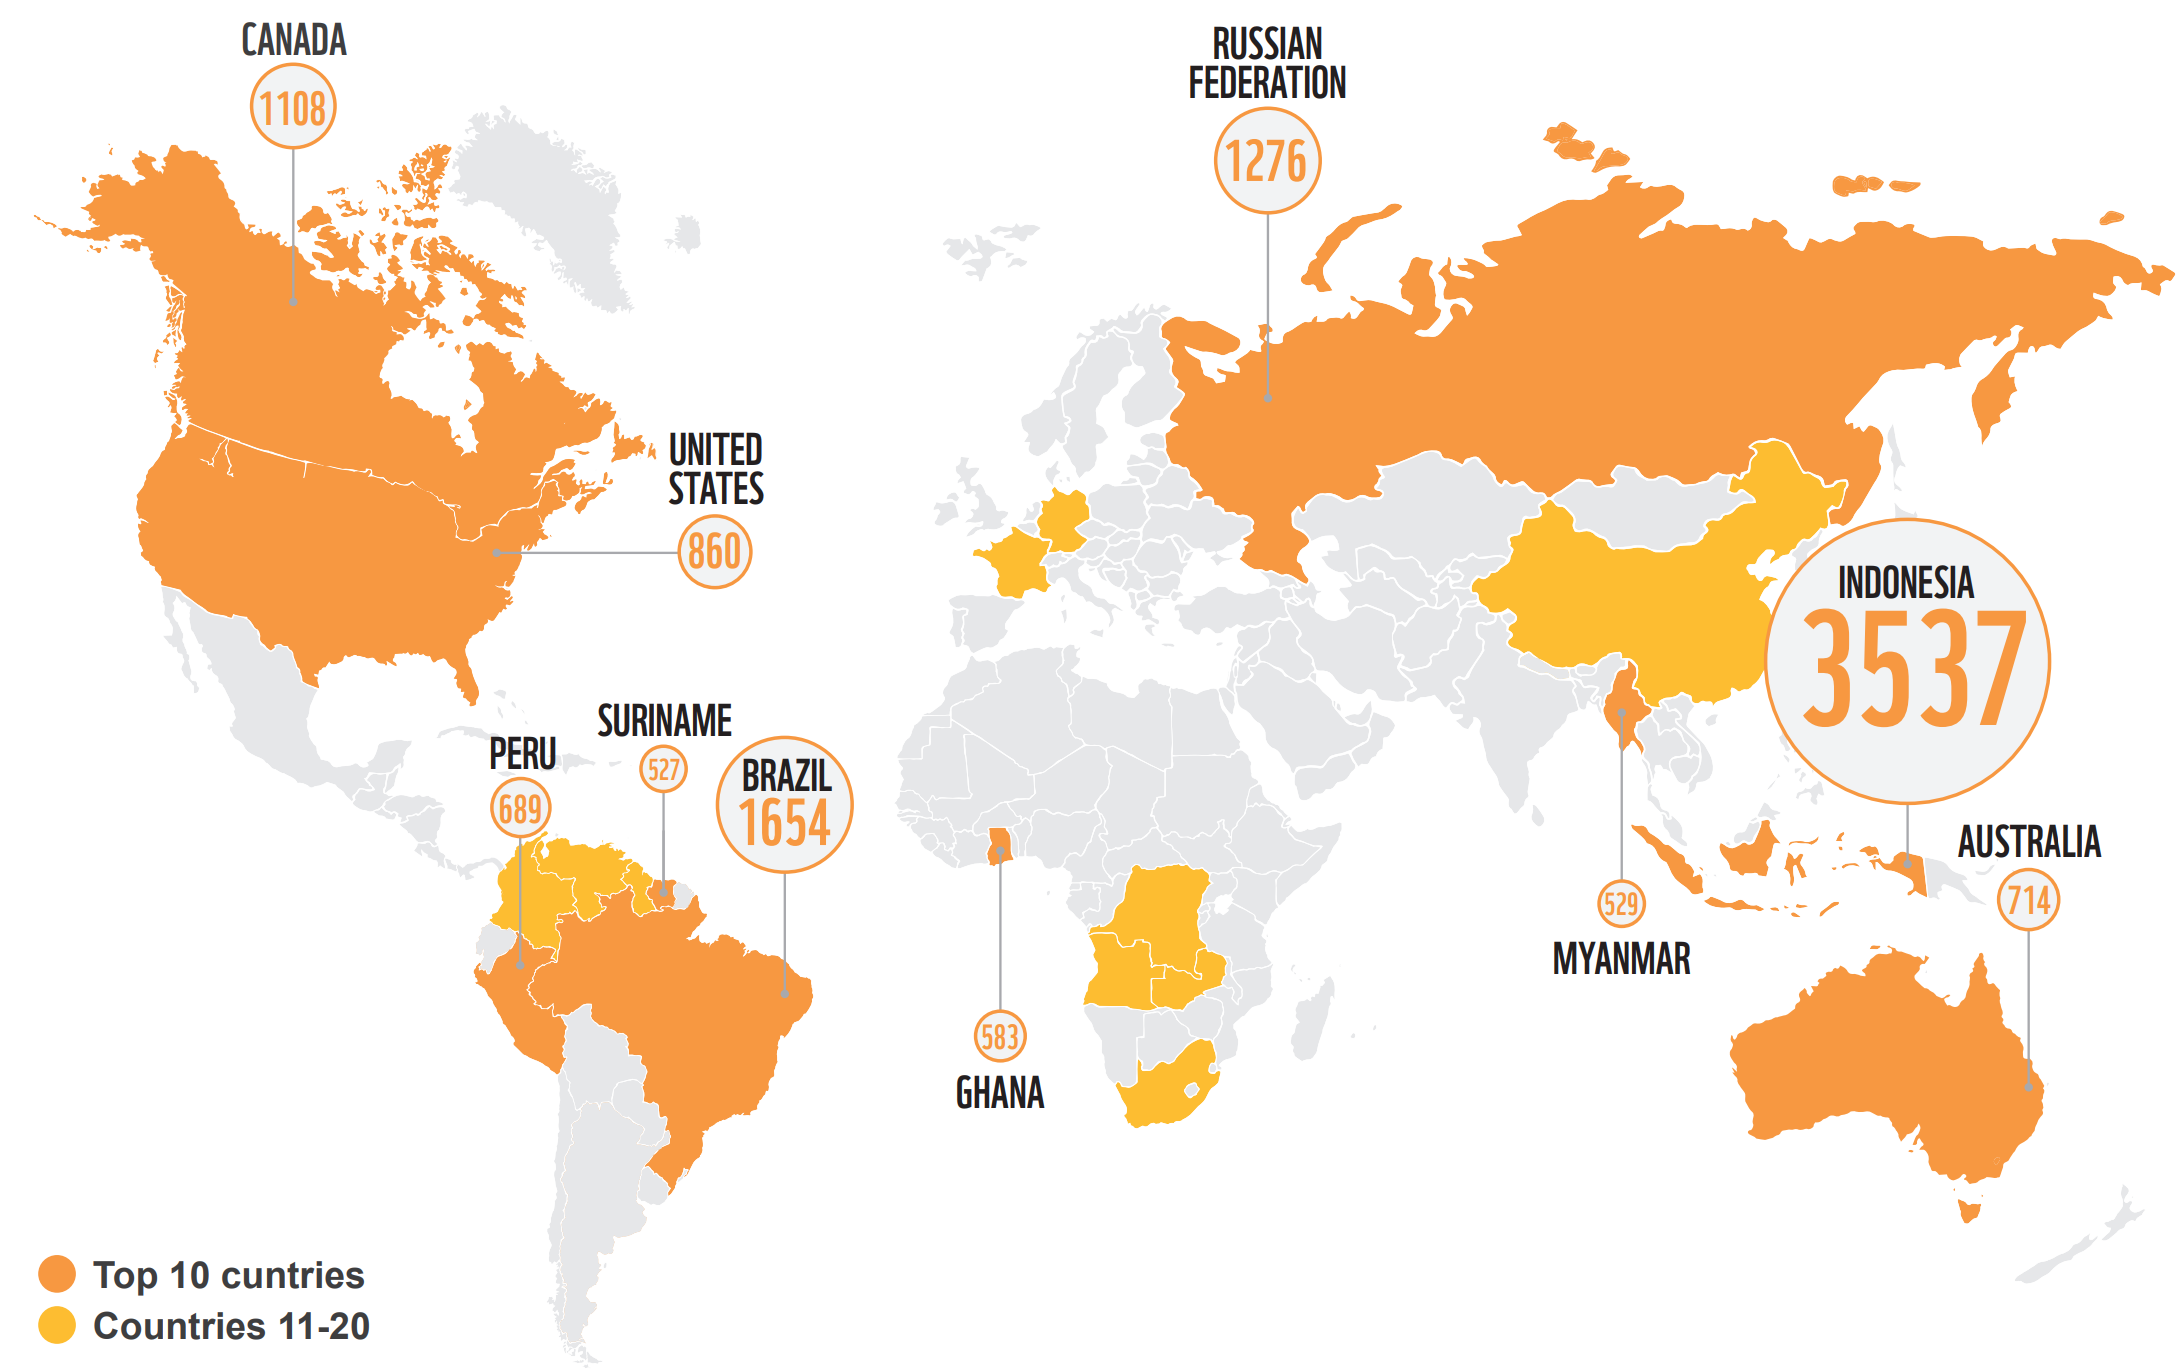 CANADA
1108
RUSSIAN
FEDERATION
1276
UNITED
STATES
860
INDONESIA
3537
PERU
689
SURINAME
527
BRAZIL
1654
AUSTRALIA
714
529
MYANMAR
583
GHANA
Top 10 cuntries
Countries 11-20